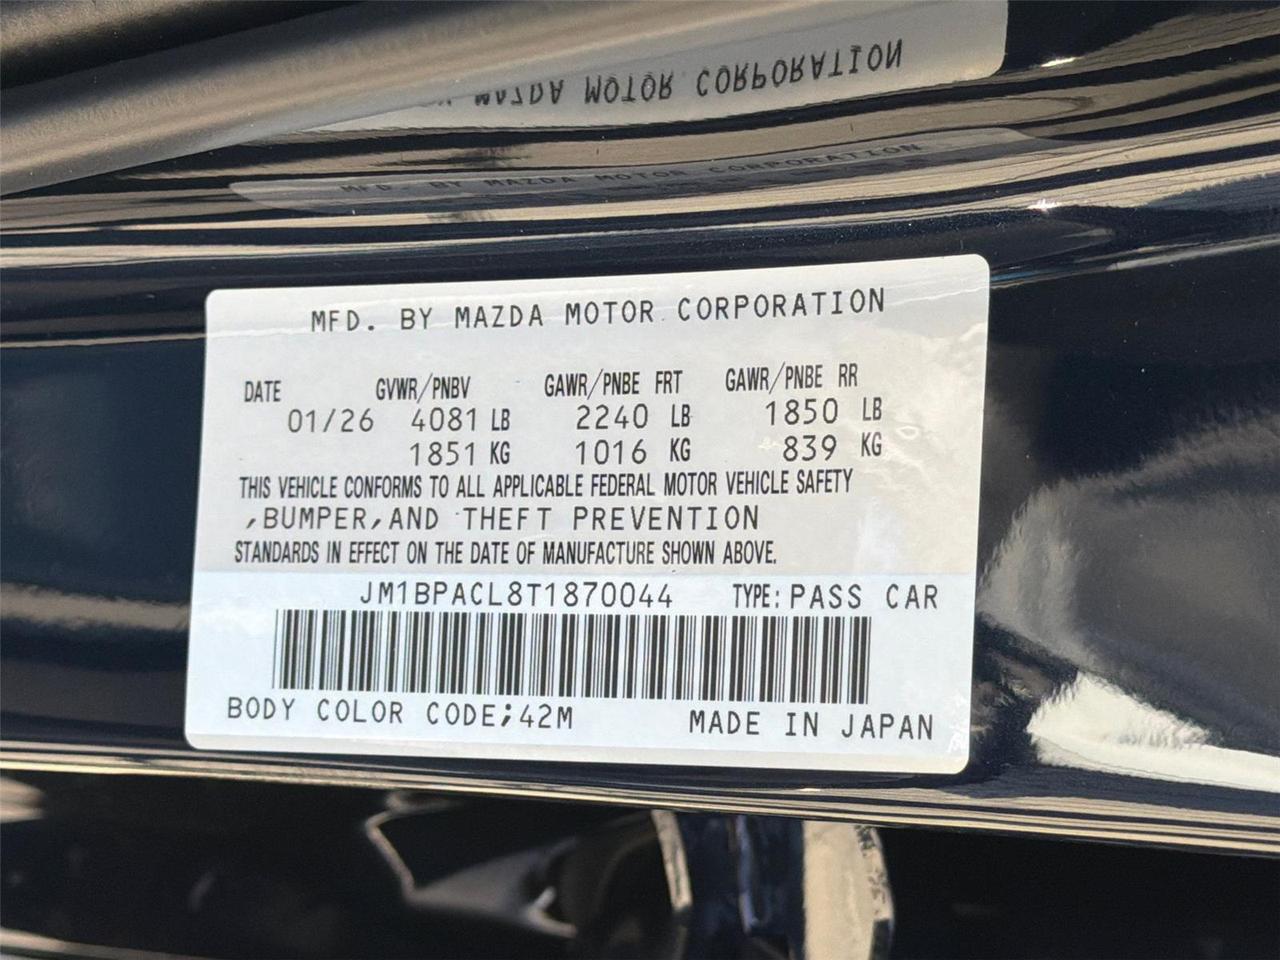 MFD. BY MAZDA MOTOR CORPORATION
MFD. BY MAZDA MOTOR CORPORATION
MFD. BY MAZDA MOTOR CORPORATION
DATE GVWR/PNBV GAWR/PNBE FRT GAWR/PNBE RR
01/26 4081 LB 2240 LB 1850 LB
1851 KG 1016 KG 839 KG
THIS VEHICLE CONFORMS TO ALL APPLICABLE FEDERAL MOTOR VEHICLE SAFETY
,BUMPER,AND THEFT PREVENTION
STANDARDS IN EFFECT ON THE DATE OF MANUFACTURE SHOWN ABOVE.
JM1BPACL8T1870044 TYPE: PASS CAR
BODY COLOR CODE;42M MADE IN JAPAN